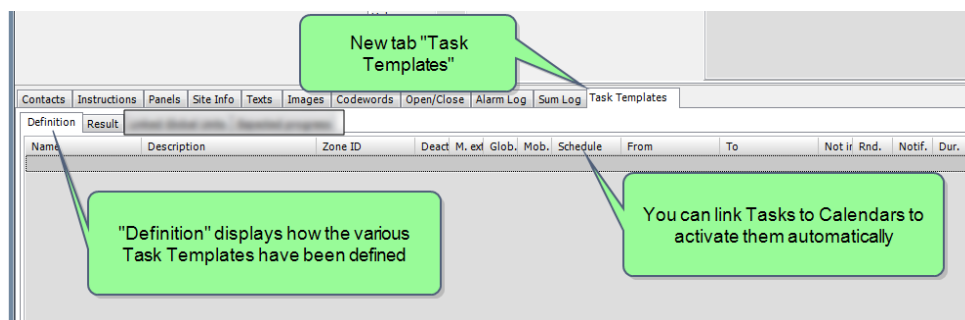 New tab "Task
Templates"
Contacts Instructions Panels Site Info Texts Images Codewords Open/Close Alarm Log Sum Log Task Templates
Definition Result
Name Description Zone ID Deact M. ext Glob. Mob. Schedule From To Not ir Rnd. Notif. Dur.
"Definition" displays how the various
Task Templates have been defined
You can link Tasks to Calendars to
activate them automatically